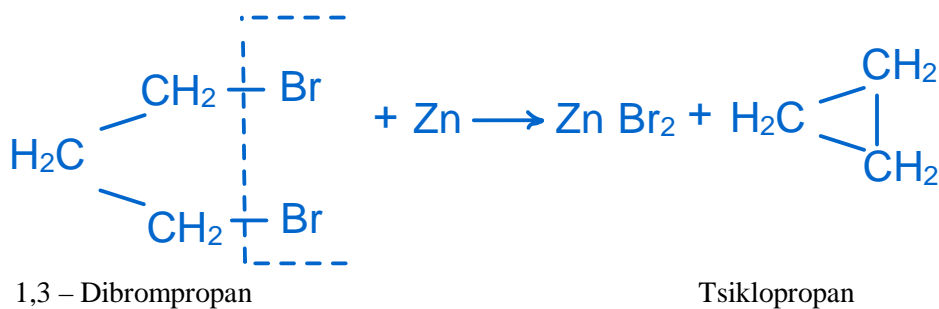 CH2 Br CH2
+ Zn → Zn Br2 + H2C
H2C
CH2
CH2 Br
1,3 – Dibrompropan Tsiklopropan